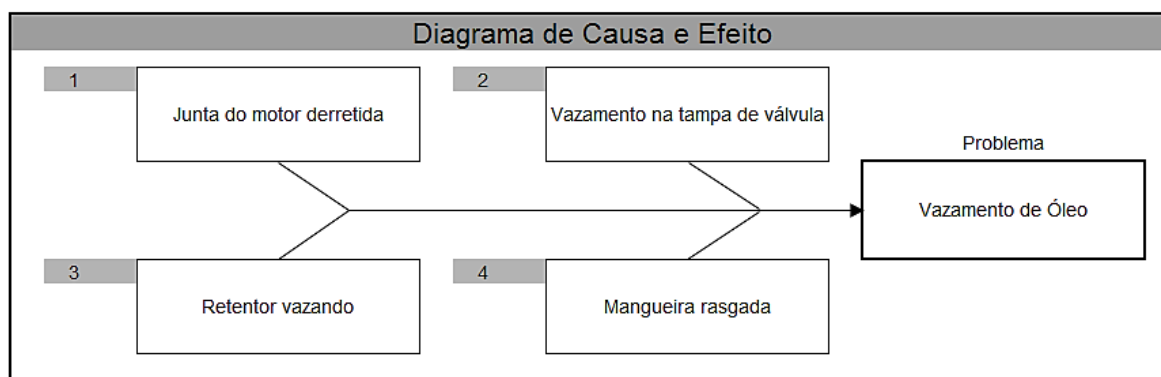 Diagrama de Causa e Efeito
1
Junta do motor derretida
2
Vazamento na tampa de válvula
Problema
Vazamento de Óleo
3
Retentor vazando
4
Mangueira rasgada